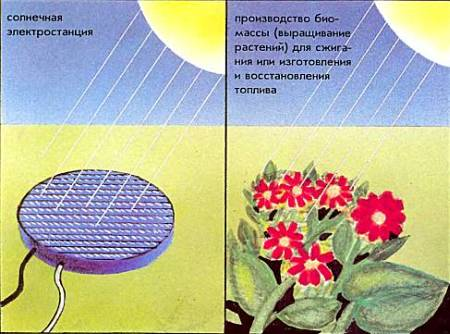 солнечная
электростанция
производство био-
массы (выращивание
растений) для сжига-
ния или изготовления
и восстановления
топлива